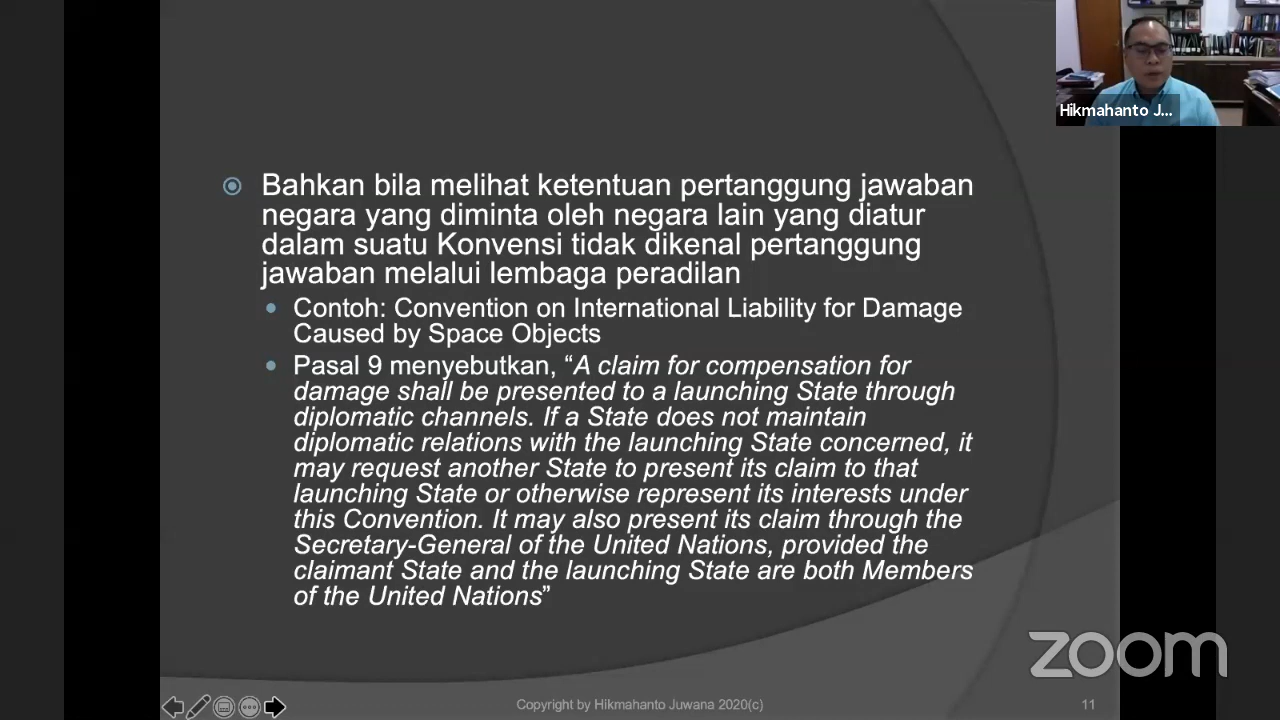 Hikmahanto J...
Bahkan bila melihat ketentuan pertanggung jawaban
negara yang diminta oleh negara lain yang diatur
dalam suatu Konvensi tidak dikenal pertanggung
jawaban melalui lembaga peradilan
Contoh: Convention on International Liability for Damage
Caused by Space Objects
Pasal 9 menyebutkan, “A claim for compensation for
damage shall be presented to a launching State through
diplomatic channels. If a State does not maintain
diplomatic relations with the launching State concerned, it
may request another State to present its claim to that
launching State or otherwise represent its interests under
this Convention. It may also present its claim through the
Secretary-General of the United Nations, provided the
claimant State and the launching State are both Members
of the United Nations”
zoom
Copyright by Hikmahanto Juwana 2020(c)
11